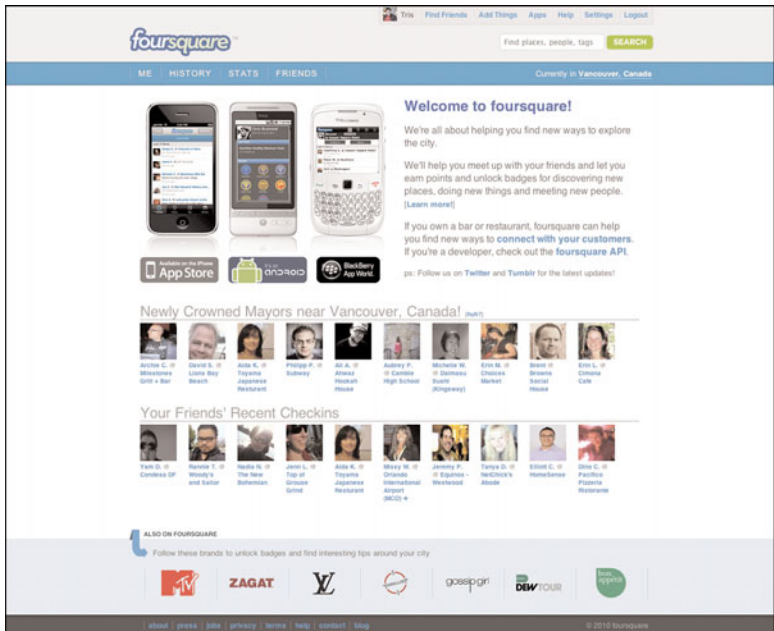 Tris Find Friends Add Things Apps Help Settings Logout
foursquare™
Find places, people, tags SEARCH
ME HISTORY STATS FRIENDS
Currently in Vancouver, Canada
Welcome to foursquare!
We're all about helping you find new ways to explore
the city.
We'll help you meet up with your friends and let you
earn points and unlock badges for discovering new
places, doing new things and meeting new people.
[Learn more!]
If you own a bar or restaurant, foursquare can help
you find new ways to connect with your customers.
If you're a developer, check out the foursquare API.
ps: Follow us on Twitter and Tumblr for the latest updates!
Available on the iPhone
App Store
ANDROID
BlackBerry
App World
Newly Crowned Mayors near Vancouver, Canada! [Huh?]
Archie C. @
Milestones
Grill + Bar
David S. @
Lions Bay
Beach
Aida K. @
Toyama
Japanese
Resturant
Philipp P. @
Subway
Ali A. @
Ahwaz
Hookah
House
Aubrey P.
@ Cambie
High School
Michelle W.
@ Daimasu
Sushi
(Kingsway)
Erin M. @
Choices
Market
Brent @
Browns
Social
House
Erin L. @
Cimona
Cafe
Your Friends' Recent Checkins
Yam D. @
Condesa DF
Rannie T. @
Woody's
and Sailor
Nadia N. @
The New
Bohemian
Jenn L. @
Top of
Grouse
Grind
Aida K. @
Toyama
Japanese
Resturant
Missy W. @
Orlando
International
Airport
(MCO) ✈
Jeremy P.
@ Equinox -
Westwood
Tanya D. @
NetChick's
Abode
Elliott C. @
HomeSense
Dino C. @
Pacifico
Pizzeria
Ristorante
ALSO ON FOURSQUARE
Follow these brands to unlock badges and find interesting tips around your city
MTV
ZAGAT
LV
gossip girl
DEW TOUR
bon
appétit
about | press | jobs | privacy | terms | help | contact | blog
© 2010 foursquare